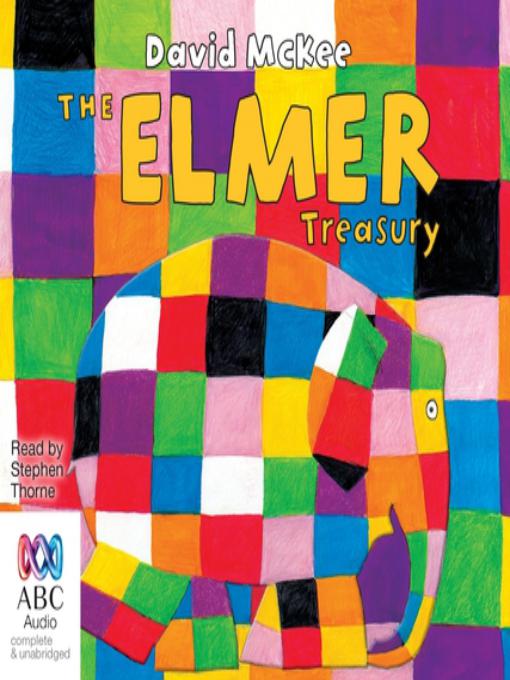 David McKee
THE
ELMER
Treasury
Read by
Stephen
Thorne
ABC
Audio
complete
& unabridged